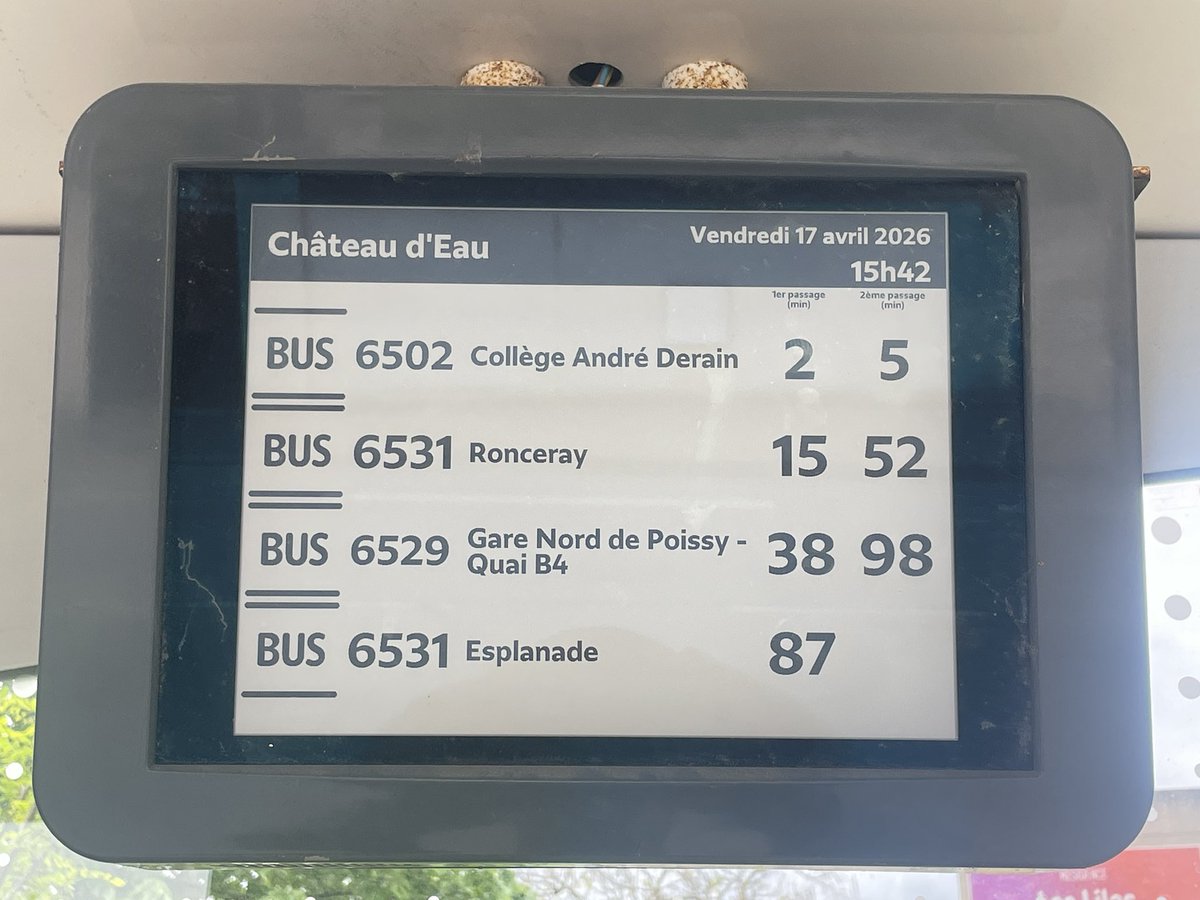 Château d'Eau
Vendredi 17 avril 2026
15h42
1er passage (min)
2ème passage (min)
BUS 6502 Collège André Derain 2 5
BUS 6531 Ronceray 15 52
BUS 6529 Gare Nord de Poissy - 38 98
Quai B4
BUS 6531 Esplanade 87